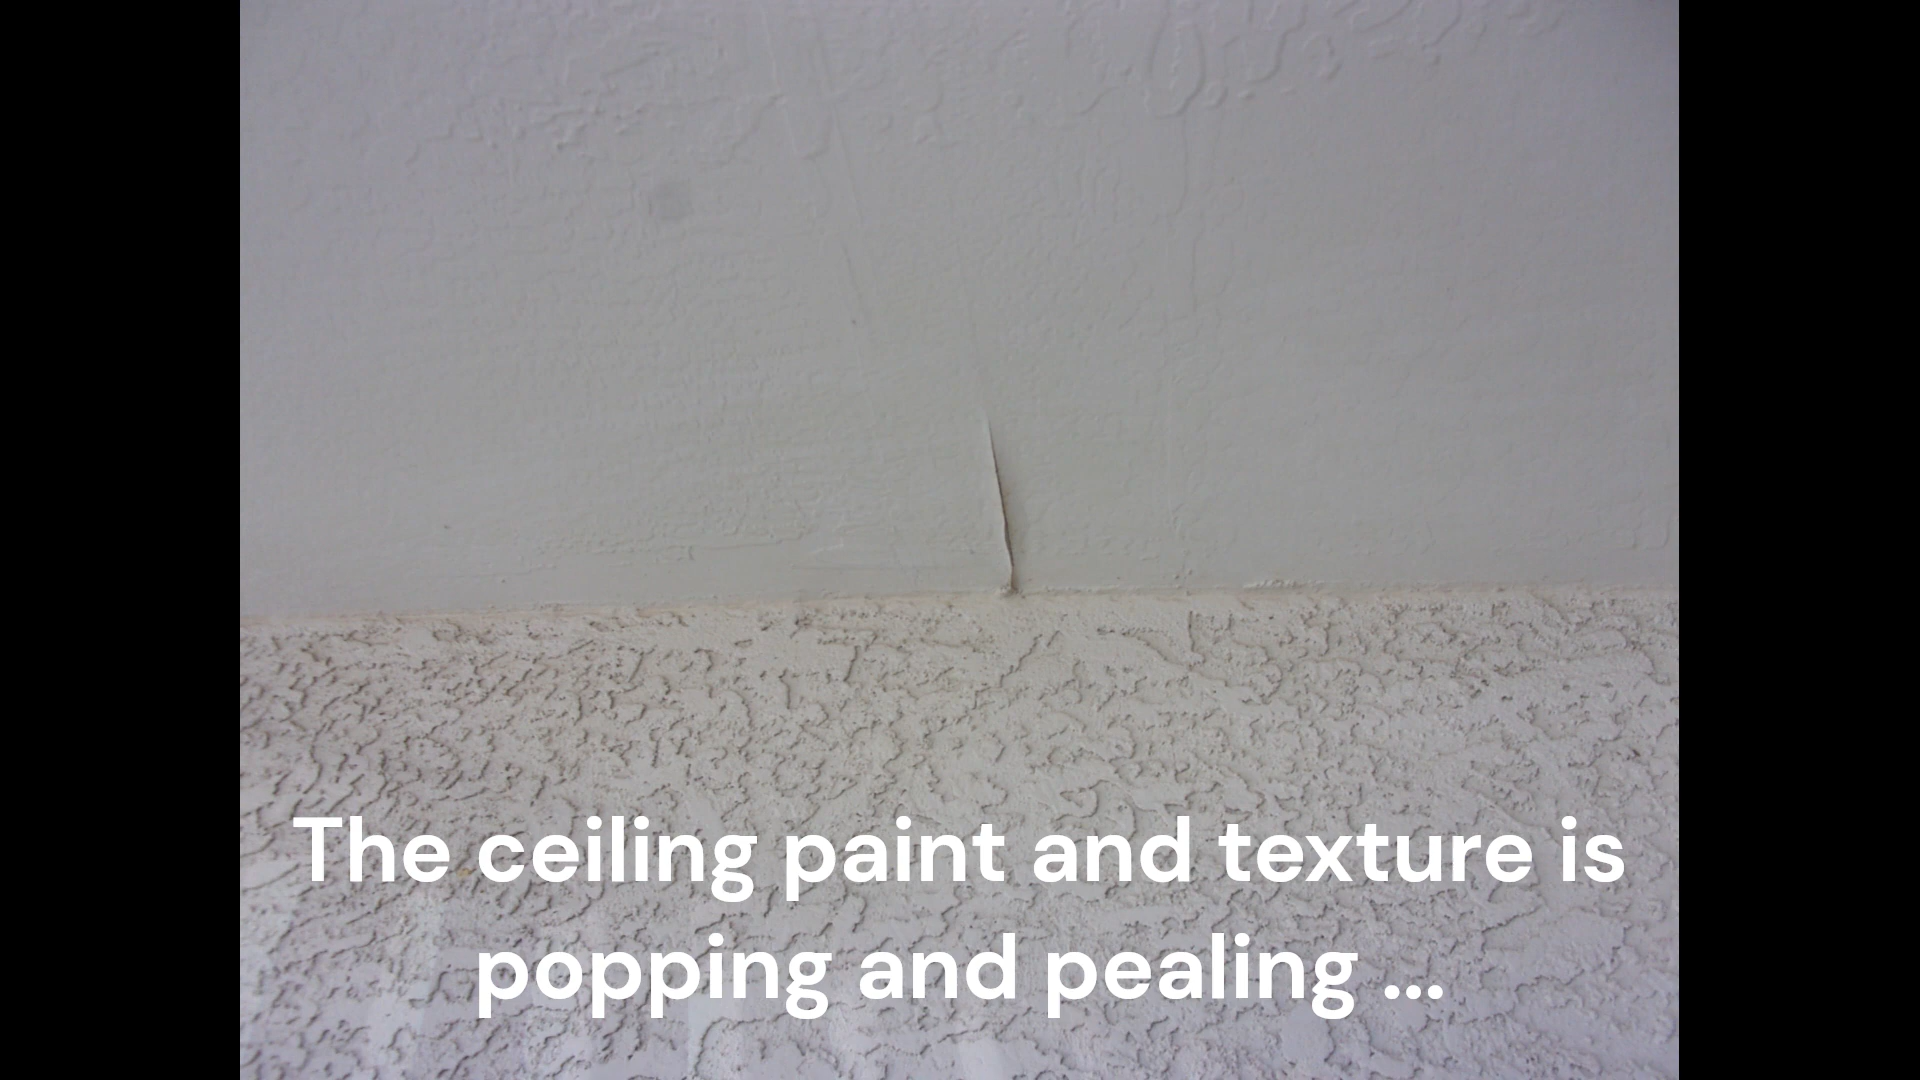 The ceiling paint and texture is
popping and pealing ...